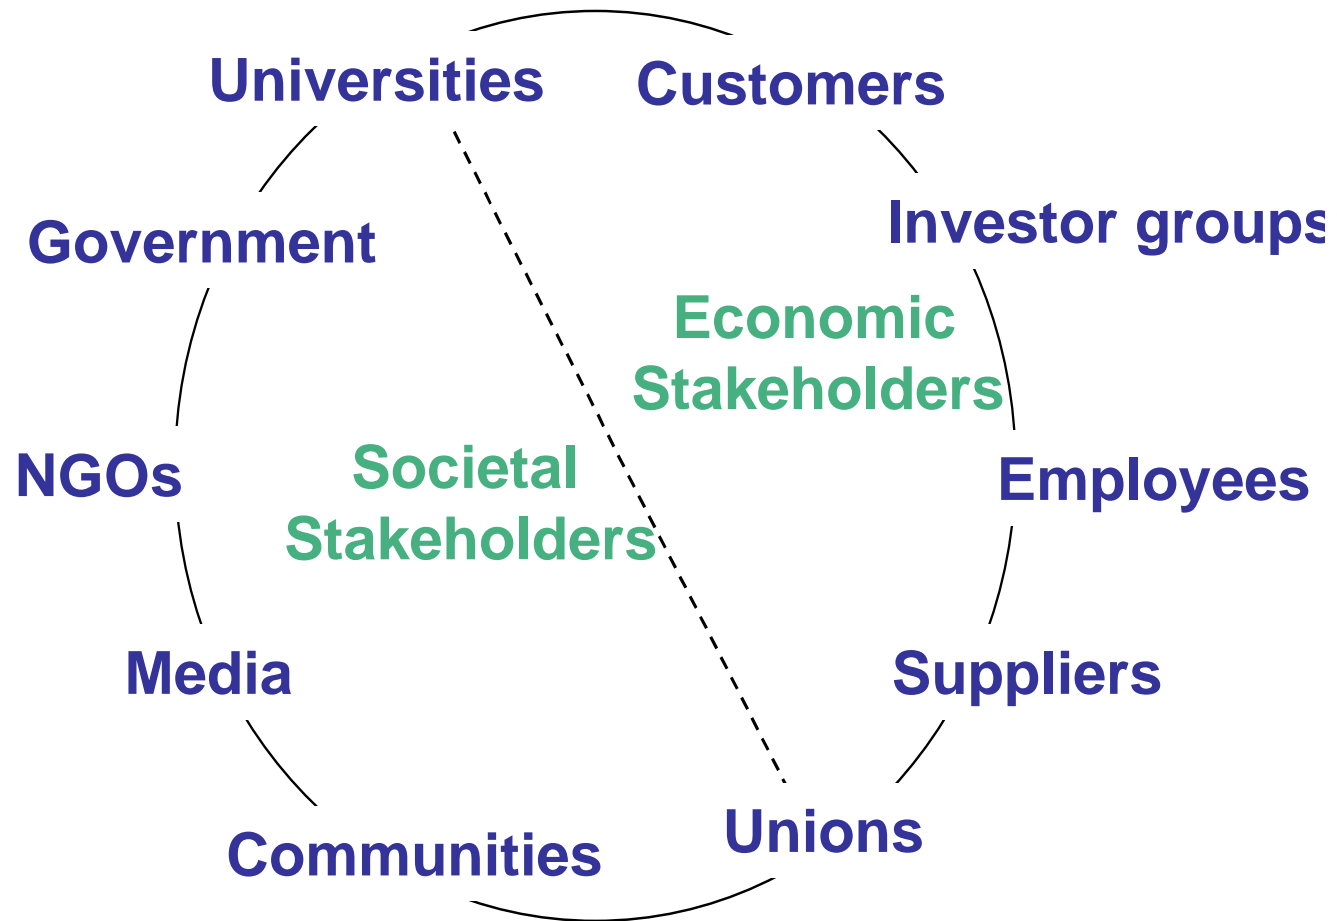 Universities
Customers
Government
Investor groups
Economic
Stakeholders
Societal
Stakeholders
NGOs
Employees
Media
Suppliers
Unions
Communities